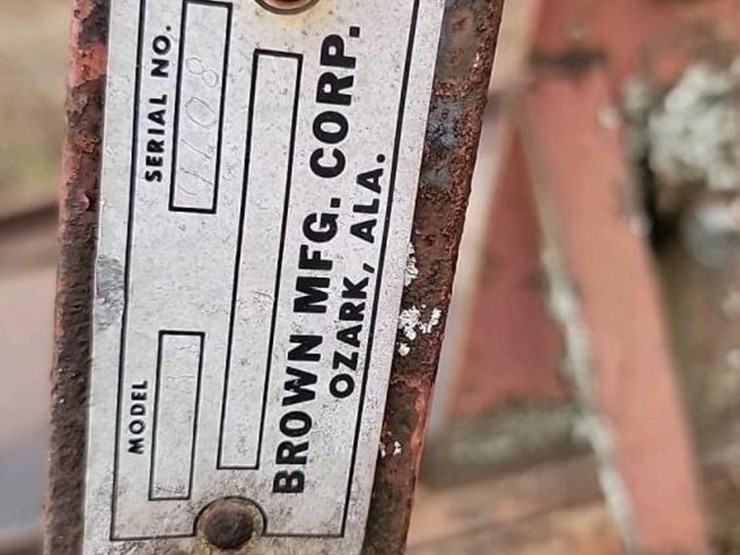 MODEL
SERIAL NO.
BROWN MFG. CORP.
OZARK, ALA.